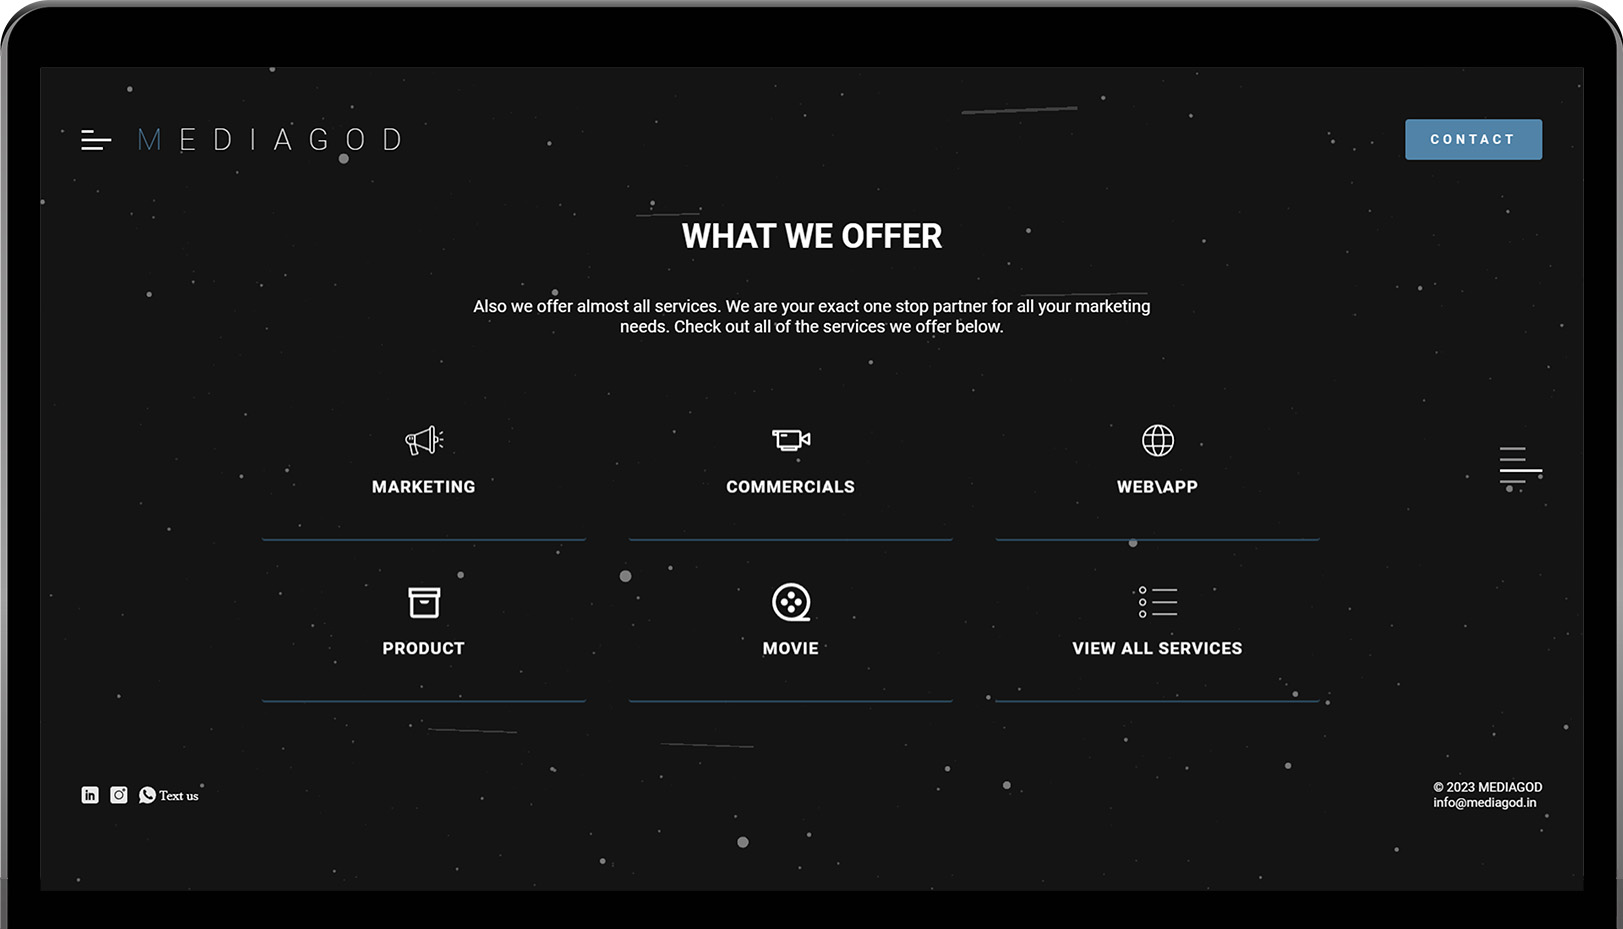 MEDIAGOD
CONTACT
WHAT WE OFFER
Also we offer almost all services. We are your exact one stop partner for all your marketing
needs. Check out all of the services we offer below.
MARKETING
COMMERCIALS
WEB\APP
PRODUCT
MOVIE
VIEW ALL SERVICES
in
Text us
© 2023 MEDIAGOD
info@mediagod.in